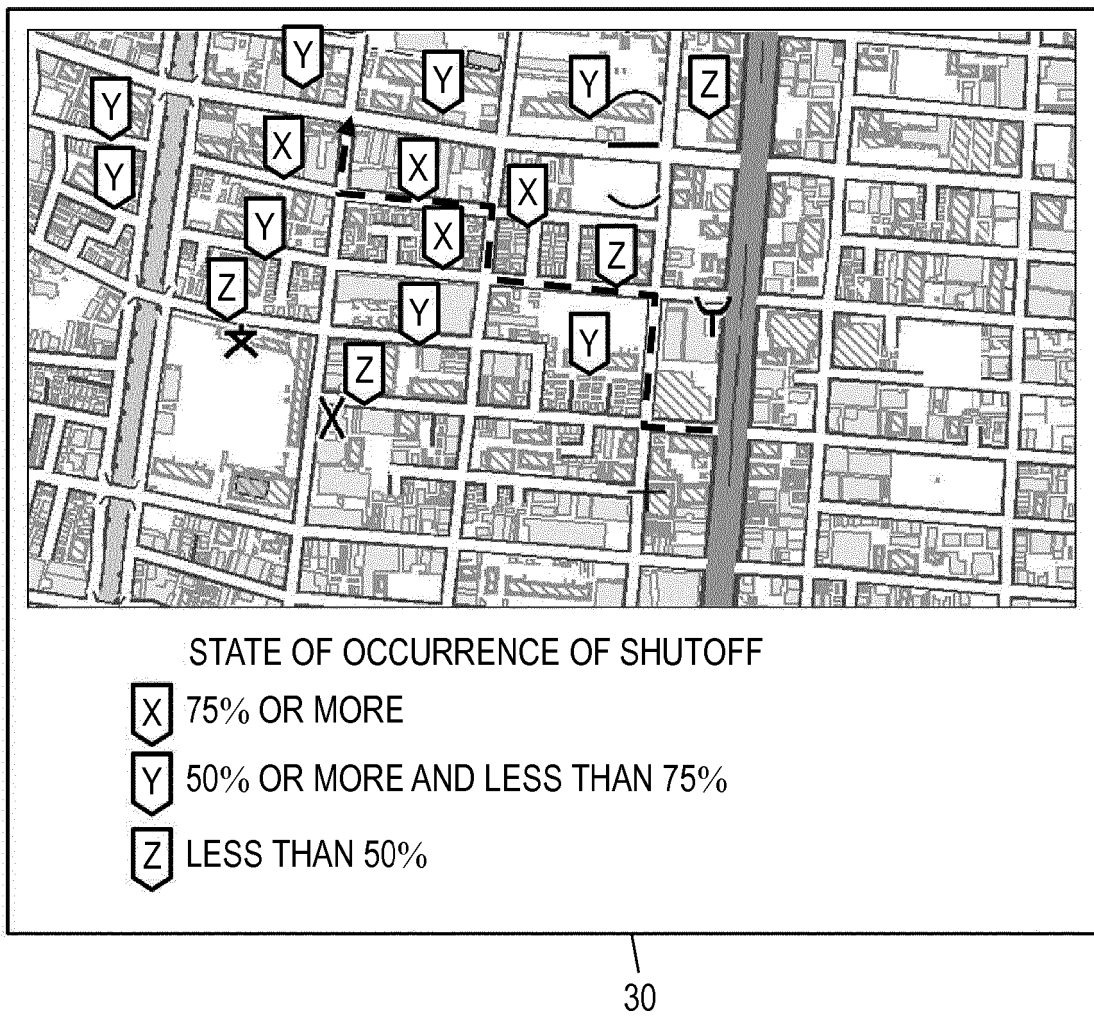 Y
Y
Y
Z
Y
X
X
Y
X
Y
X
Z
Z
Y
Y
Z
STATE OF OCCURRENCE OF SHUTOFF
X 75% OR MORE
Y 50% OR MORE AND LESS THAN 75%
Z LESS THAN 50%
30